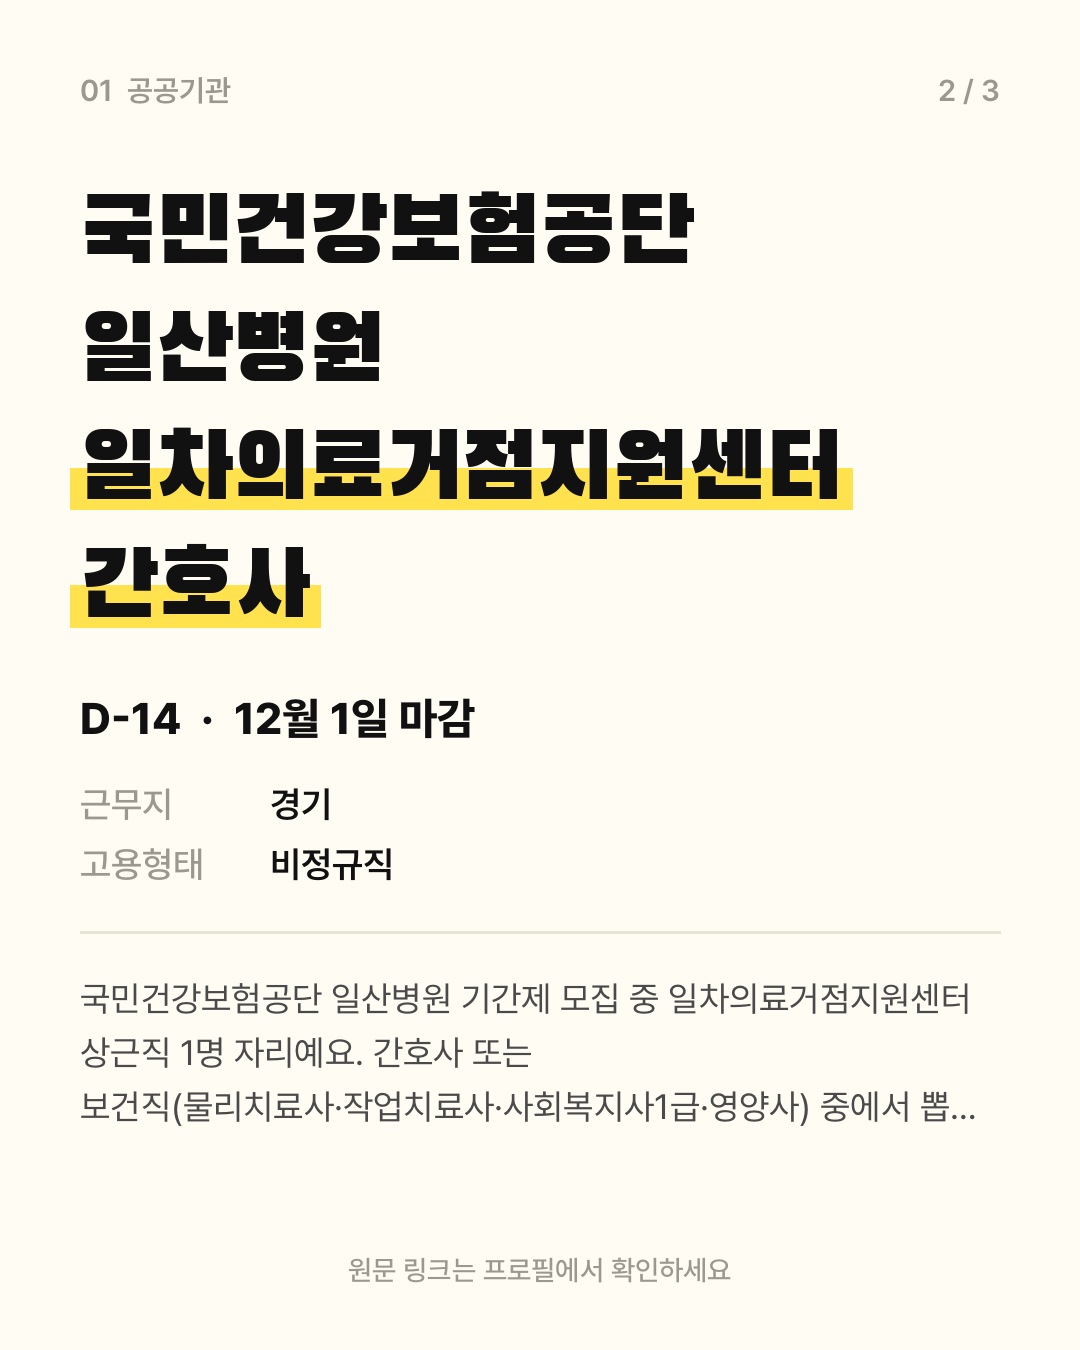 01 공공기관
2 / 3
국민건강보험공단
일산병원
일차의료거점지원센터
간호사
D-14 · 12월 1일 마감
근무지 경기
고용형태 비정규직
국민건강보험공단 일산병원 기간제 모집 중 일차의료거점지원센터
상근직 1명 자리예요. 간호사 또는
보건직(물리치료사·작업치료사·사회복지사1급·영양사) 중에서 뽑...
원문 링크는 프로필에서 확인하세요